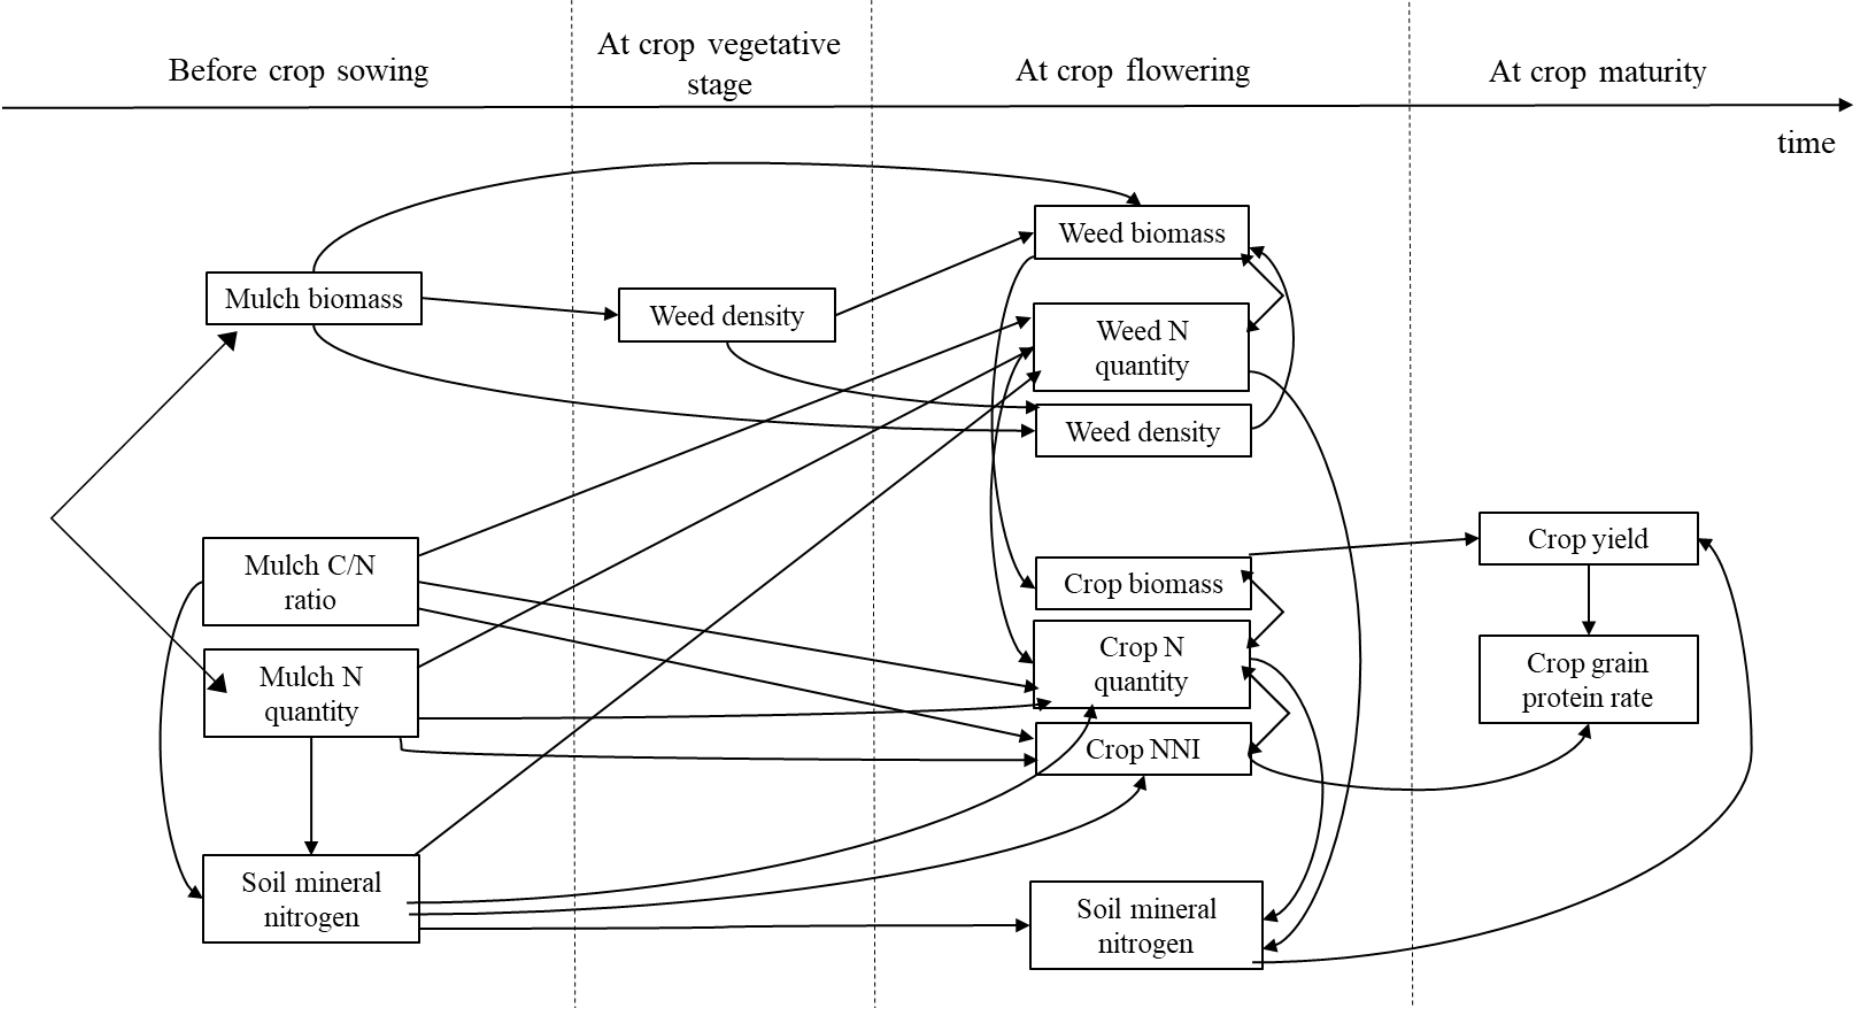 Before crop sowing
At crop vegetative
stage
At crop flowering
At crop maturity
time
Mulch biomass
Weed density
Weed biomass
Weed N
quantity
Weed density
Mulch C/N
ratio
Mulch N
quantity
Soil mineral
nitrogen
Crop biomass
Crop N
quantity
Crop NNI
Soil mineral
nitrogen
Crop yield
Crop grain
protein rate